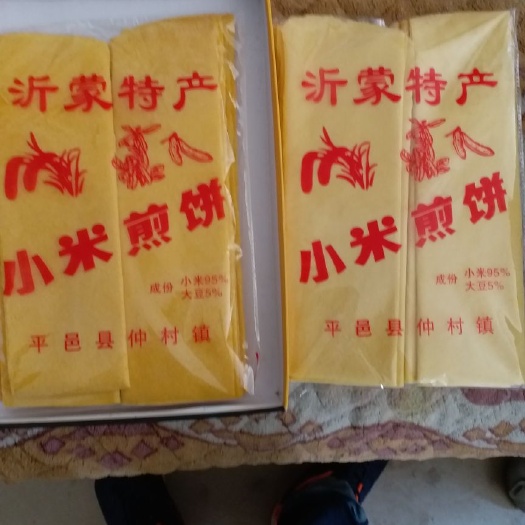 沂蒙特产
小米煎饼
成份 小米95%
大豆5%
平邑县仲村镇
沂蒙特产
小米煎饼
成份 小米95%
大豆5%
平邑县仲村镇